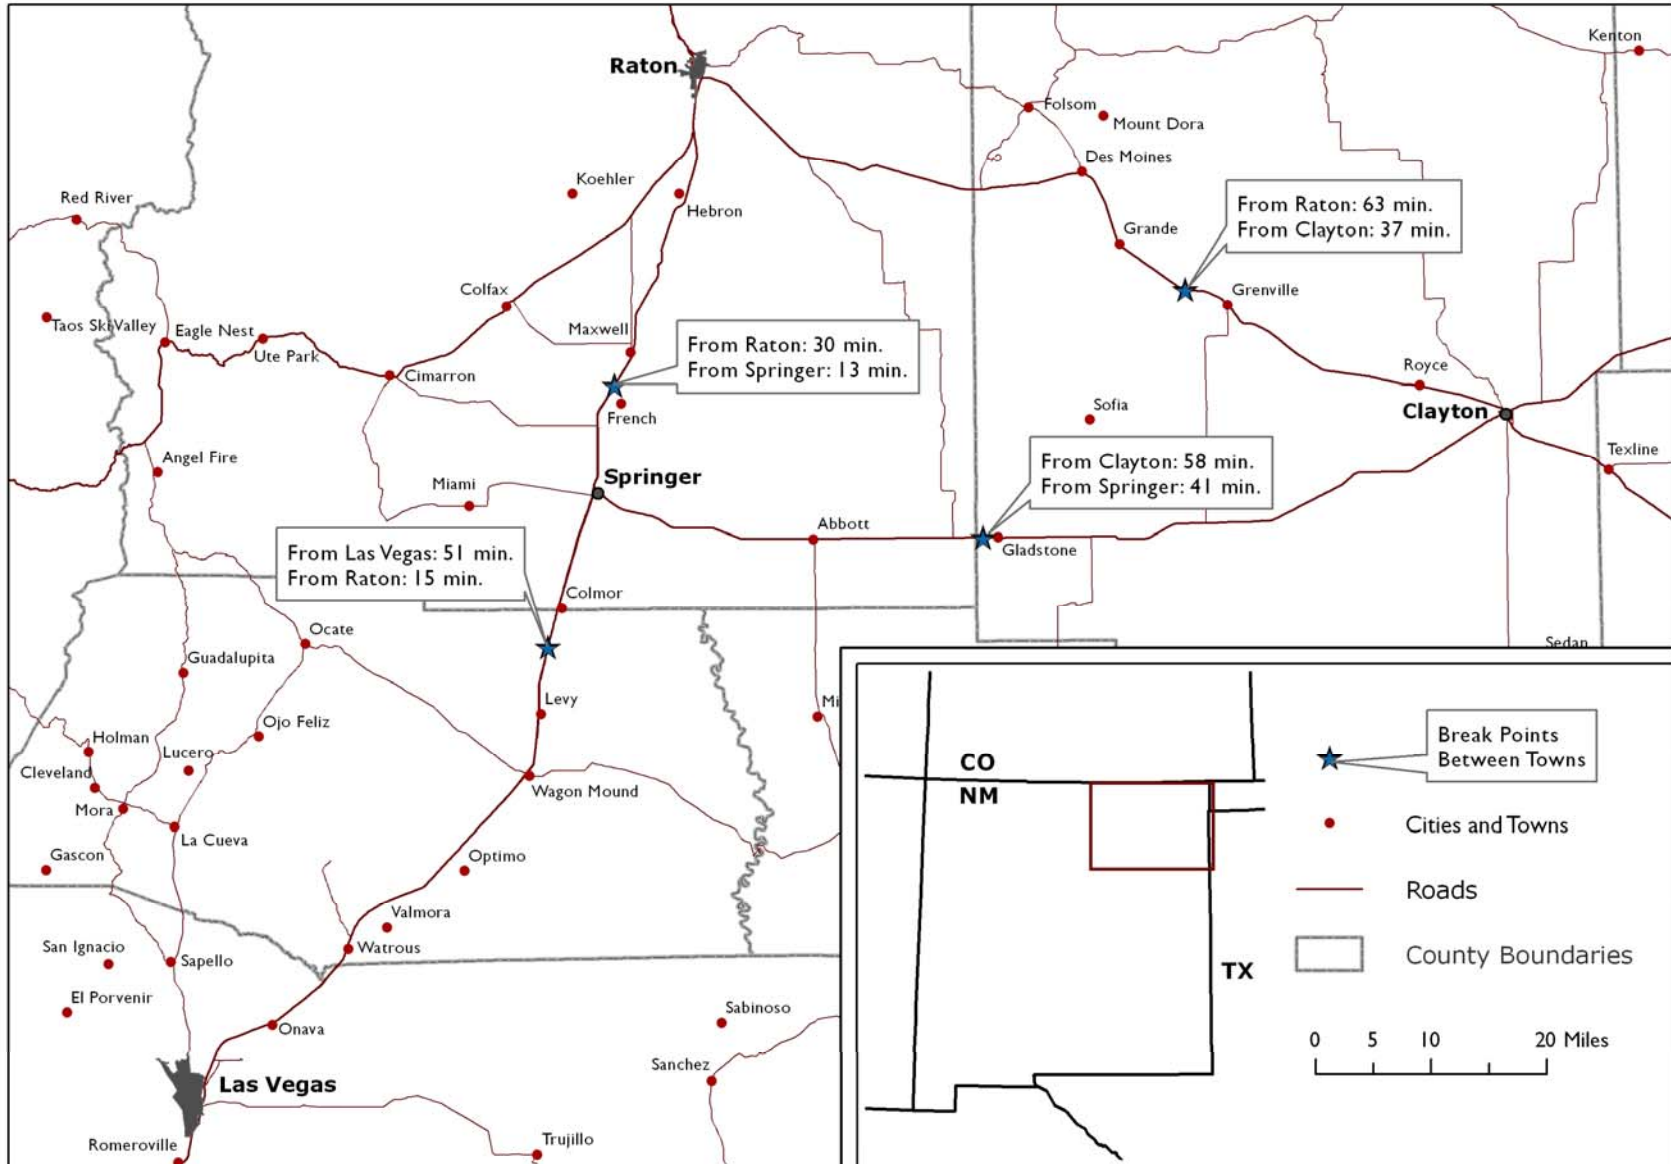 Kenton
Raton
Folsom
Mount Dora
Des Moines
Koehler
Red River
Hebron
From Raton: 63 min.
From Clayton: 37 min.
Grande
Colfax
Grenville
Taos Ski Valley
Eagle Nest
Maxwell
Ute Park
From Raton: 30 min.
From Springer: 13 min.
Cimarron
Royce
French
Sofia
Clayton
Angel Fire
Texline
From Clayton: 58 min.
From Springer: 41 min.
Springer
Miami
Abbott
Gladstone
From Las Vegas: 51 min.
From Raton: 15 min.
Colmor
Ocate
Sedan
Guadalupita
Levy
Mi
Ojo Feliz
Holman
Lucero
Cleveland
Wagon Mound
Mora
La Cueva
Gascon
Optimo
Valmora
San Ignacio
Watrous
Sapello
El Porvenir
Sabinoso
Onava
Sanchez
Las Vegas
Romeroville
Trujillo
CO
NM
TX
Break Points
Between Towns
Cities and Towns
Roads
County Boundaries
0 5 10 20 Miles